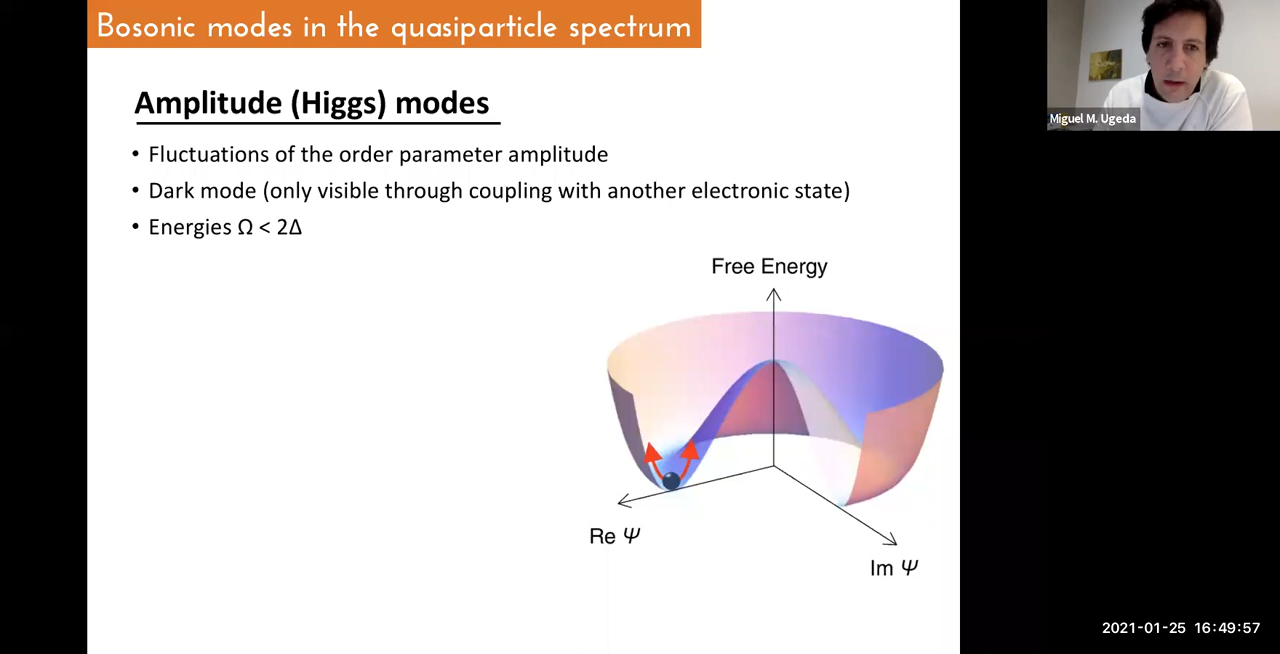 Bosonic modes in the quasiparticle spectrum
Miguel M. Ugeda
Amplitude (Higgs) modes
• Fluctuations of the order parameter amplitude
• Dark mode (only visible through coupling with another electronic state)
• Energies Ω < 2Δ
Free Energy
Re Ψ
Im Ψ
2021-01-25 16:49:57